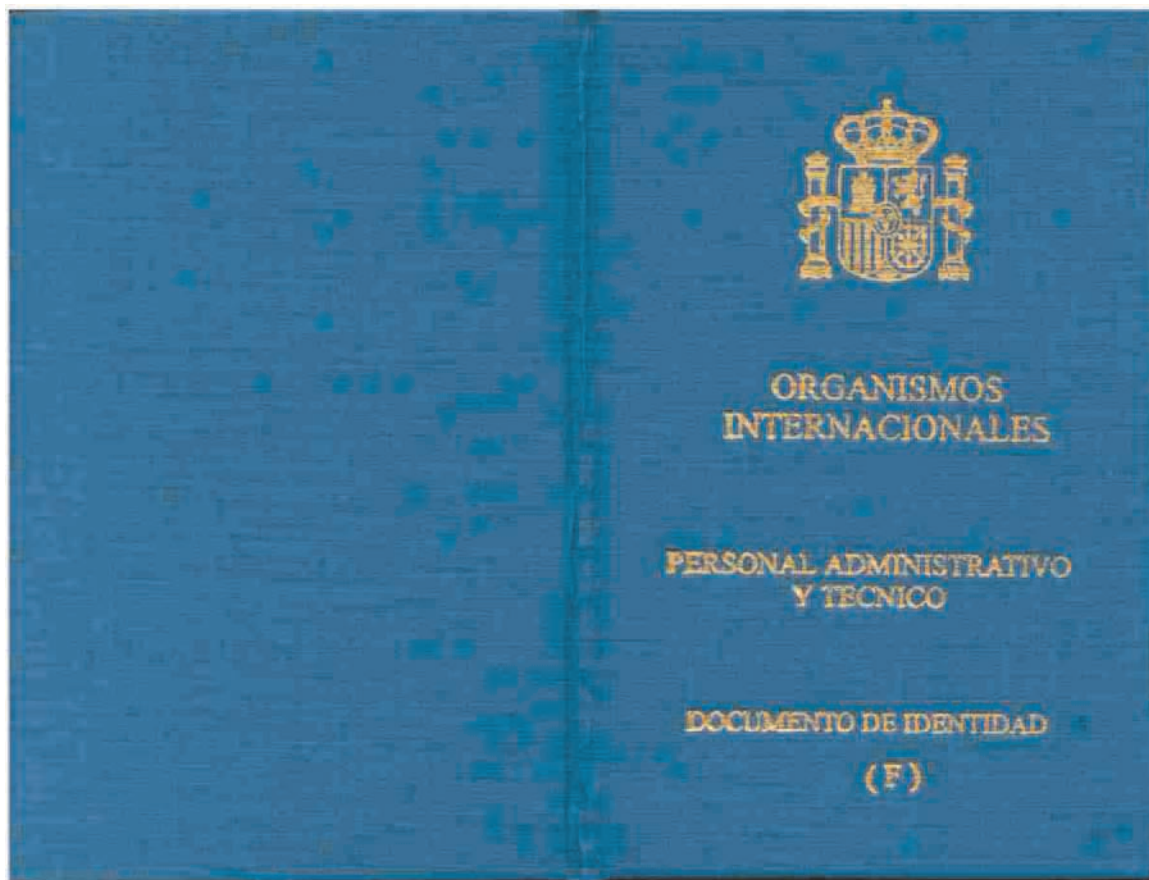 ORGANISMOS
INTERNACIONALES
PERSONAL ADMINISTRATIVO
Y TECNICO
DOCUMENTO DE IDENTIDAD
(F)